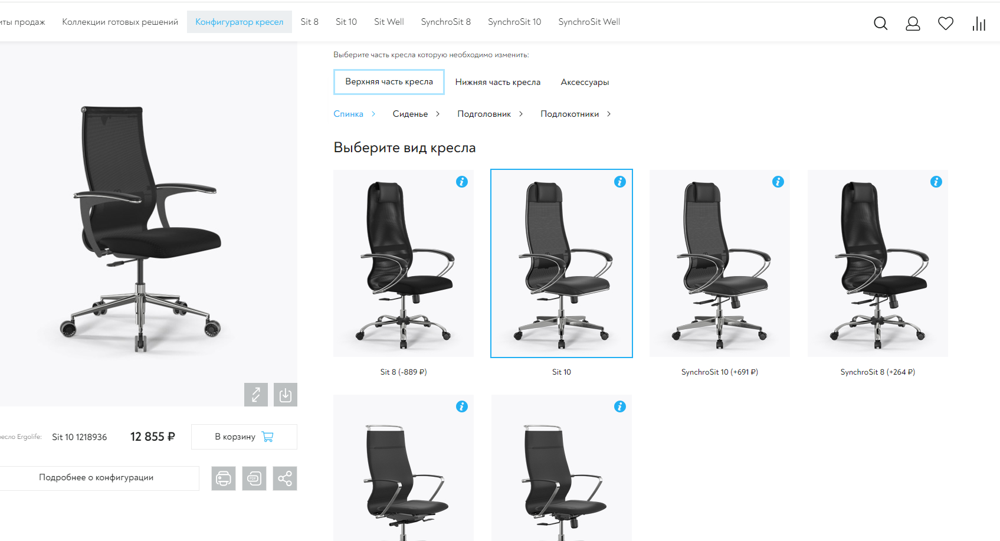 продаж Коллекции готовых решений Конфигуратор кресел Sit 8 Sit 10 Sit Well SynchroSit 8 SynchroSit 10 SynchroSit Well
Выберите часть кресла которую необходимо изменить:
Верхняя часть кресла Нижняя часть кресла Аксессуары
Спинка Сиденье Подголовник Подлокотники
Выберите вид кресла
Sit 8 (-889 ₽) Sit 10 SynchroSit 10 (+691 ₽) SynchroSit 8 (+264 ₽)
Ergolife: Sit 10 1218936 12 855 ₽ В корзину
Подробнее о конфигурации PDF